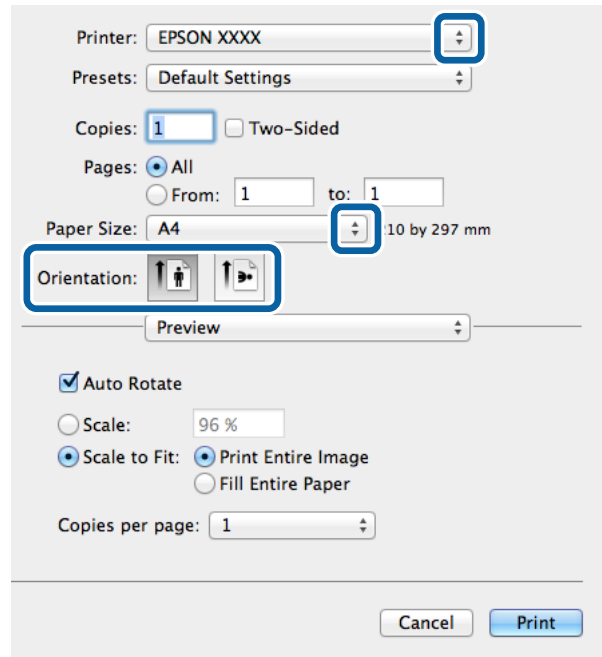 Printer: EPSON XXXX
Presets: Default Settings
Copies: 1 Two-Sided
Pages: All
From: 1 to: 1
Paper Size: A4 10 by 297 mm
Orientation:
Preview
Auto Rotate
Scale: 96 %
Scale to Fit: Print Entire Image
Fill Entire Paper
Copies per page: 1
Cancel Print